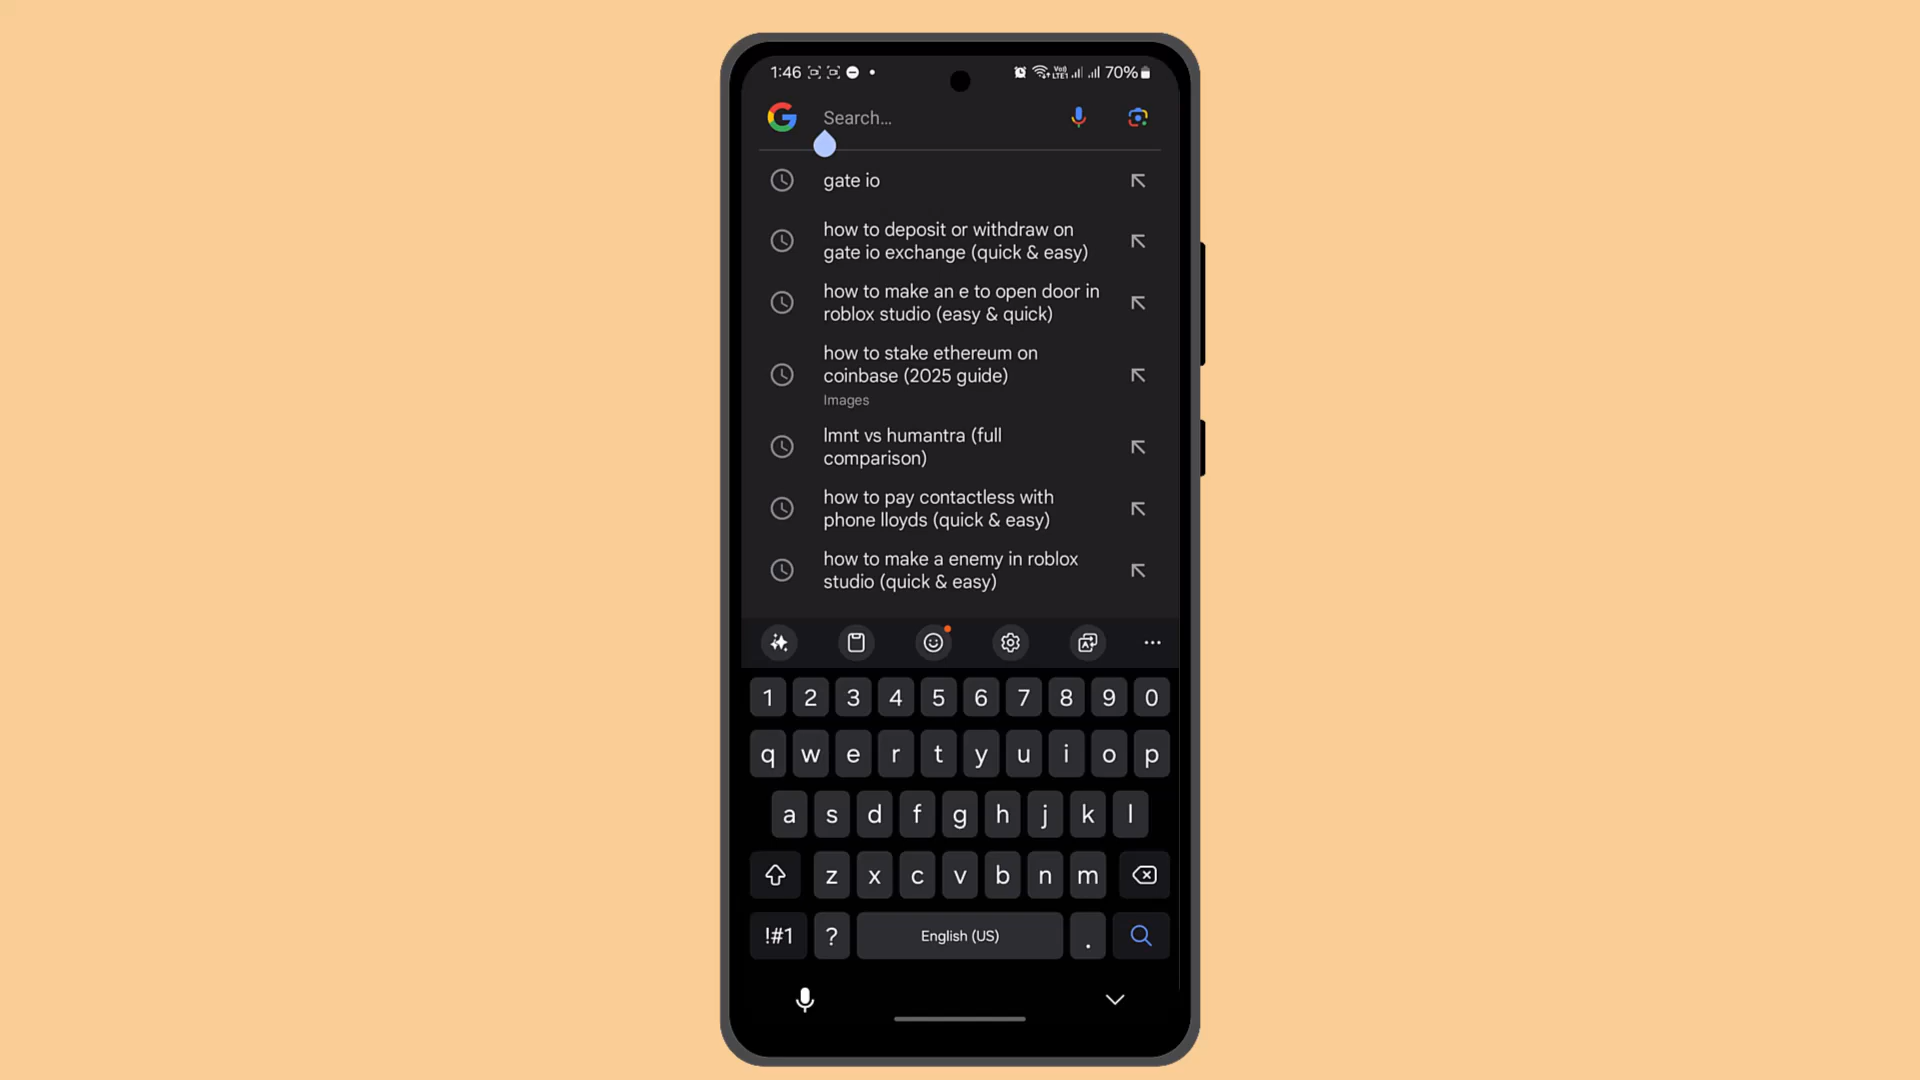 1:46
Vo) LTE1 70%
Search...
gate io
how to deposit or withdraw on
gate io exchange (quick & easy)
how to make an e to open door in
roblox studio (easy & quick)
how to stake ethereum on
coinbase (2025 guide)
Images
lmnt vs humantra (full
comparison)
how to pay contactless with
phone lloyds (quick & easy)
how to make a enemy in roblox
studio (quick & easy)
1 2 3 4 5 6 7 8 9 0
q w e r t y u i o p
a s d f g h j k l
z x c v b n m
!#1 ? English (US) .